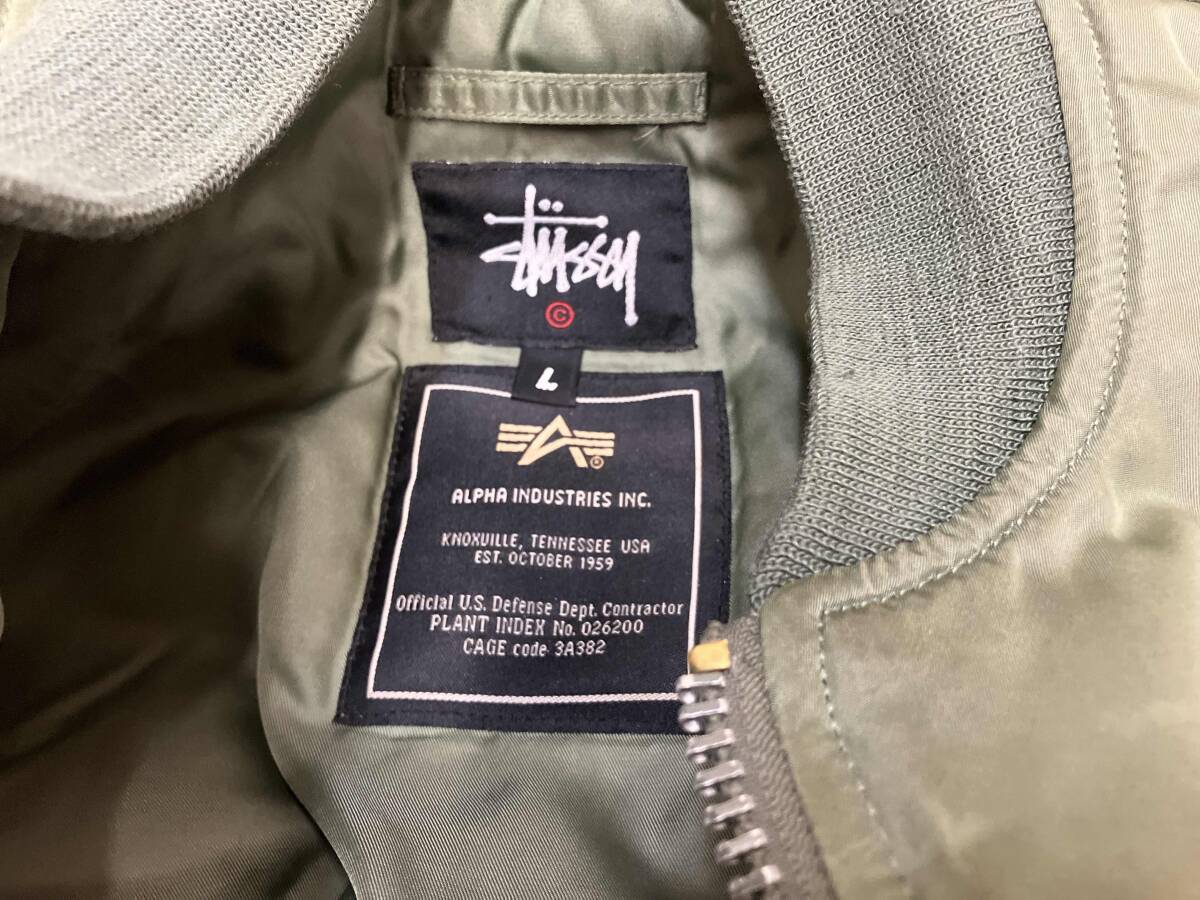 Stüssy
©
L
®
ALPHA INDUSTRIES INC.
KNOXVILLE, TENNESSEE USA
EST. OCTOBER 1959
Official U.S. Defense Dept. Contractor
PLANT INDEX No. 026200
CAGE code 3A382